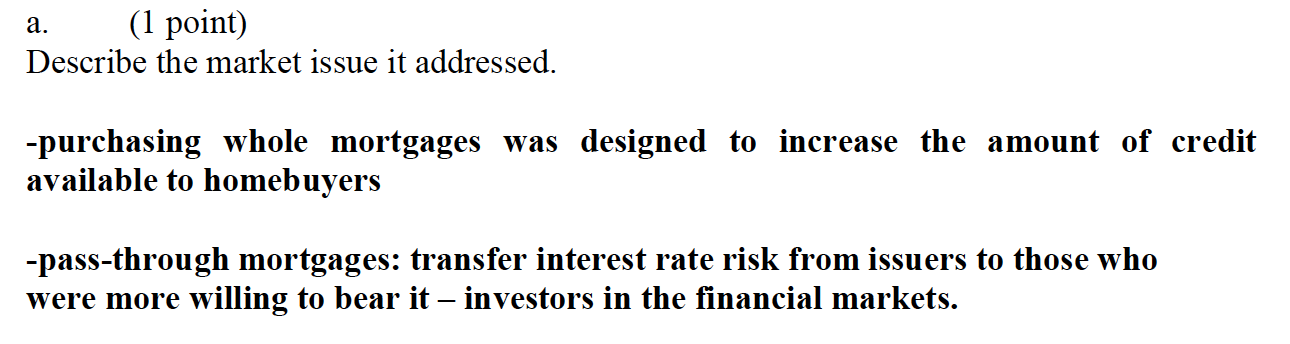 a. (1 point)
Describe the market issue it addressed.
-purchasing whole mortgages was designed to increase the amount of credit
available to homebuyers
-pass-through mortgages: transfer interest rate risk from issuers to those who
were more willing to bear it – investors in the financial markets.